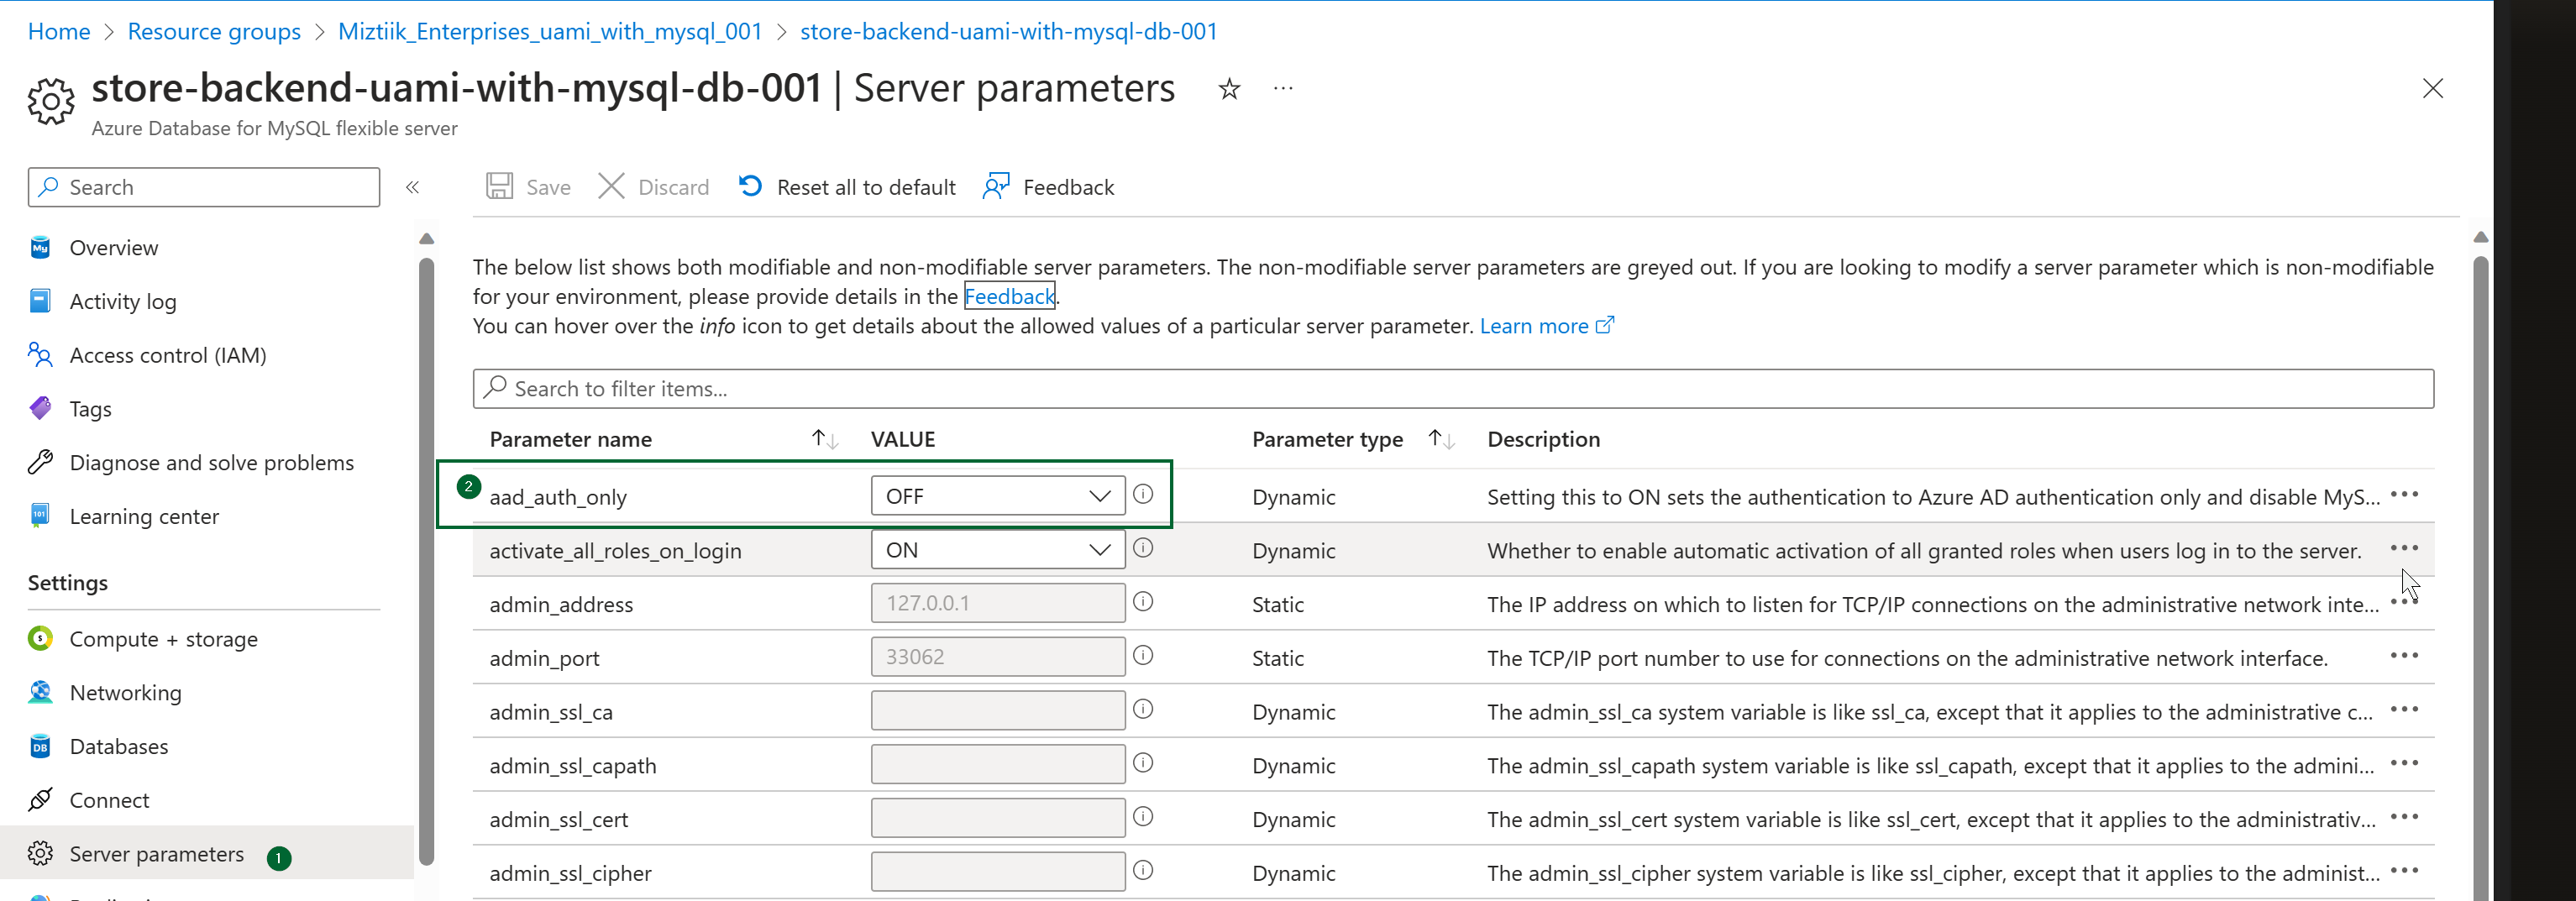 Home > Resource groups > Miztiik_Enterprises_uami_with_mysql_001 > store-backend-uami-with-mysql-db-001
store-backend-uami-with-mysql-db-001 | Server parameters
Azure Database for MySQL flexible server
Search
Save Discard Reset all to default Feedback
Overview
Activity log
Access control (IAM)
Tags
Diagnose and solve problems
Learning center
Settings
Compute + storage
Networking
Databases
Connect
Server parameters 1
The below list shows both modifiable and non-modifiable server parameters. The non-modifiable server parameters are greyed out. If you are looking to modify a server parameter which is non-modifiable
for your environment, please provide details in the Feedback.
You can hover over the info icon to get details about the allowed values of a particular server parameter. Learn more
Search to filter items...
Parameter name VALUE Parameter type Description
2 aad_auth_only OFF Dynamic Setting this to ON sets the authentication to Azure AD authentication only and disable MyS...
activate_all_roles_on_login ON Dynamic Whether to enable automatic activation of all granted roles when users log in to the server.
admin_address 127.0.0.1 Static The IP address on which to listen for TCP/IP connections on the administrative network inte...
admin_port 33062 Static The TCP/IP port number to use for connections on the administrative network interface.
admin_ssl_ca Dynamic The admin_ssl_ca system variable is like ssl_ca, except that it applies to the administrative c...
admin_ssl_capath Dynamic The admin_ssl_capath system variable is like ssl_capath, except that it applies to the admini...
admin_ssl_cert Dynamic The admin_ssl_cert system variable is like ssl_cert, except that it applies to the administrativ...
admin_ssl_cipher Dynamic The admin_ssl_cipher system variable is like ssl_cipher, except that it applies to the administ...